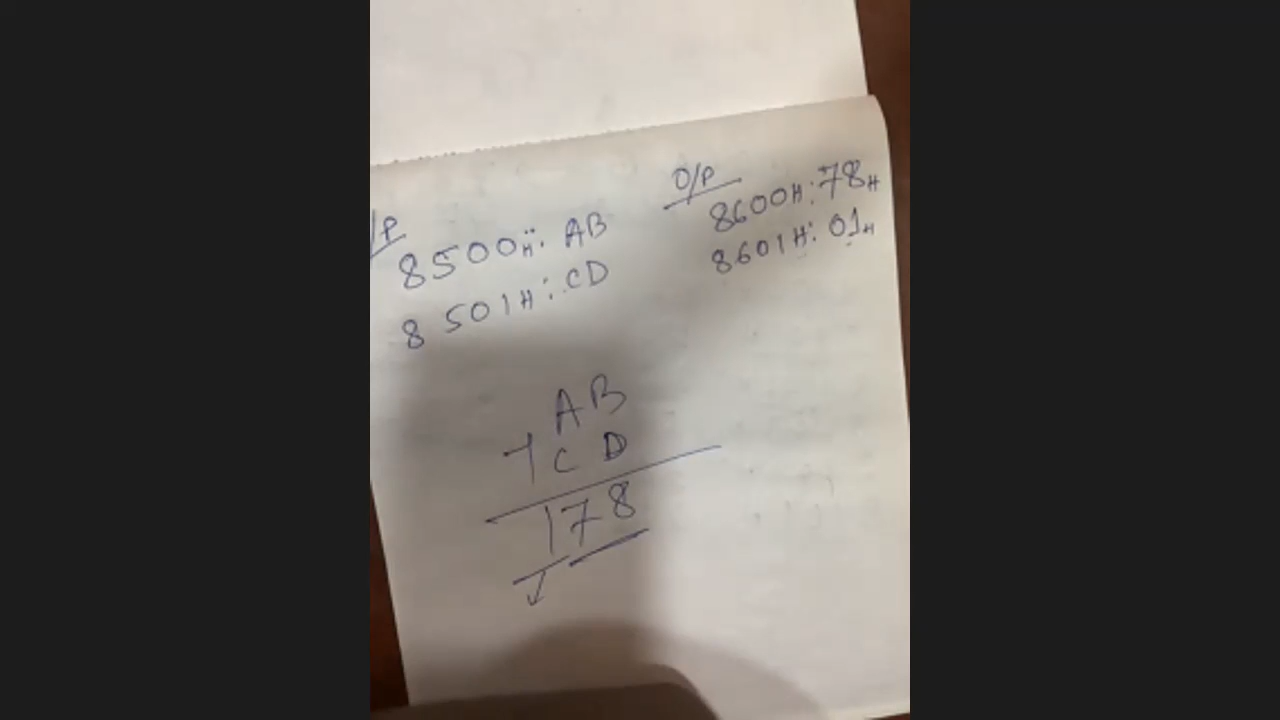 /P
8500H: AB
8501H: CD
O/P
8600H: 78H
8601H: 01H
AB
+ CD
178